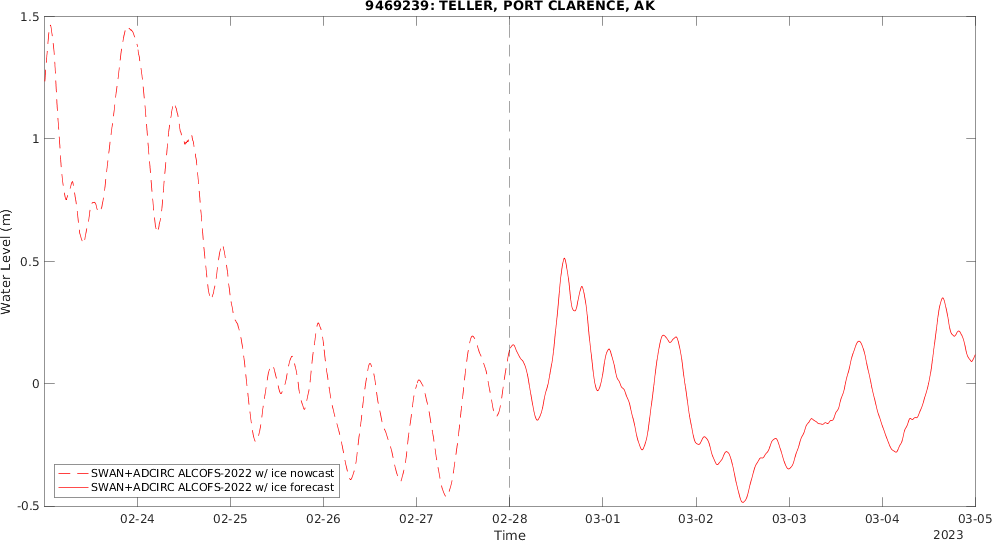 9469239: TELLER, PORT CLARENCE, AK
Water Level (m)
1.5
1
0.5
0
-0.5
SWAN+ADCIRC ALCOFS-2022 w/ ice nowcast
SWAN+ADCIRC ALCOFS-2022 w/ ice forecast
02-24 02-25 02-26 02-27 02-28 03-01 03-02 03-03 03-04 03-05
Time
2023